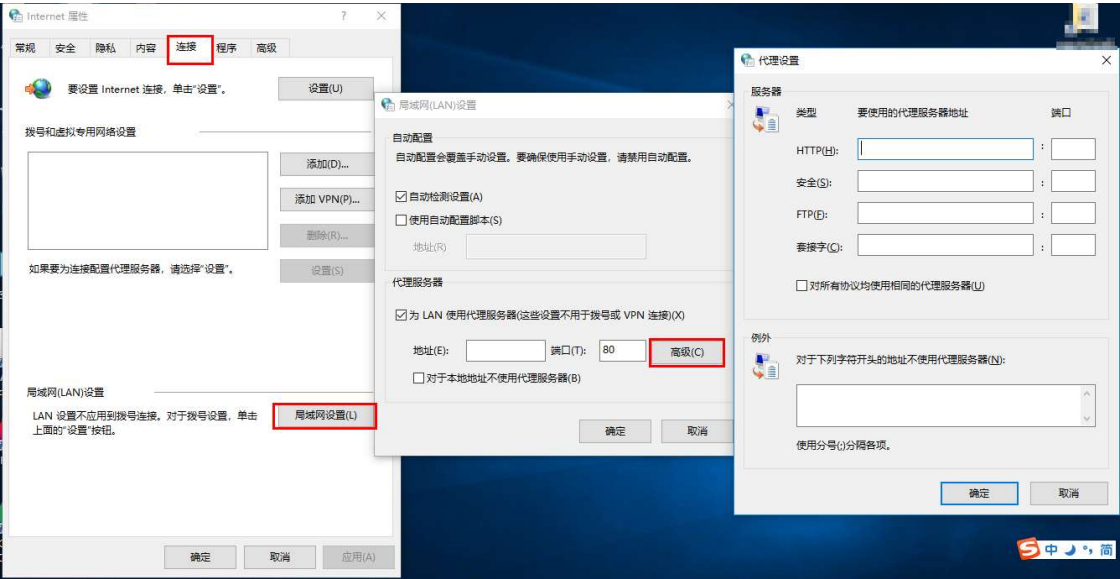 Internet 属性
?
常规 安全 隐私 内容 连接 程序 高级
要设置 Internet 连接，单击"设置"。
设置(U)
拨号和虚拟专用网络设置
添加(D)...
添加 VPN(P)...
删除(R)...
如果要为连接配置代理服务器，请选择"设置"。
设置(S)
局域网(LAN)设置
LAN 设置不应用到拨号连接。对于拨号设置，单击
上面的"设置"按钮。
局域网设置(L)
确定 取消 应用(A)
局域网(LAN)设置
自动配置
自动配置会覆盖手动设置。要确保使用手动设置，请禁用自动配置。
自动检测设置(A)
使用自动配置脚本(S)
地址(R)
代理服务器
为 LAN 使用代理服务器(这些设置不用于拨号或 VPN 连接)(X)
地址(E): 端口(T): 80 高级(C)
对于本地地址不使用代理服务器(B)
确定 取消
代理设置
服务器
类型 要使用的代理服务器地址 端口
HTTP(H): :
安全(S): :
FTP(F): :
套接字(C): :
对所有协议均使用相同的代理服务器(U)
例外
对于下列字符开头的地址不使用代理服务器(N):
使用分号(;)分隔各项。
确定 取消
S 中 简